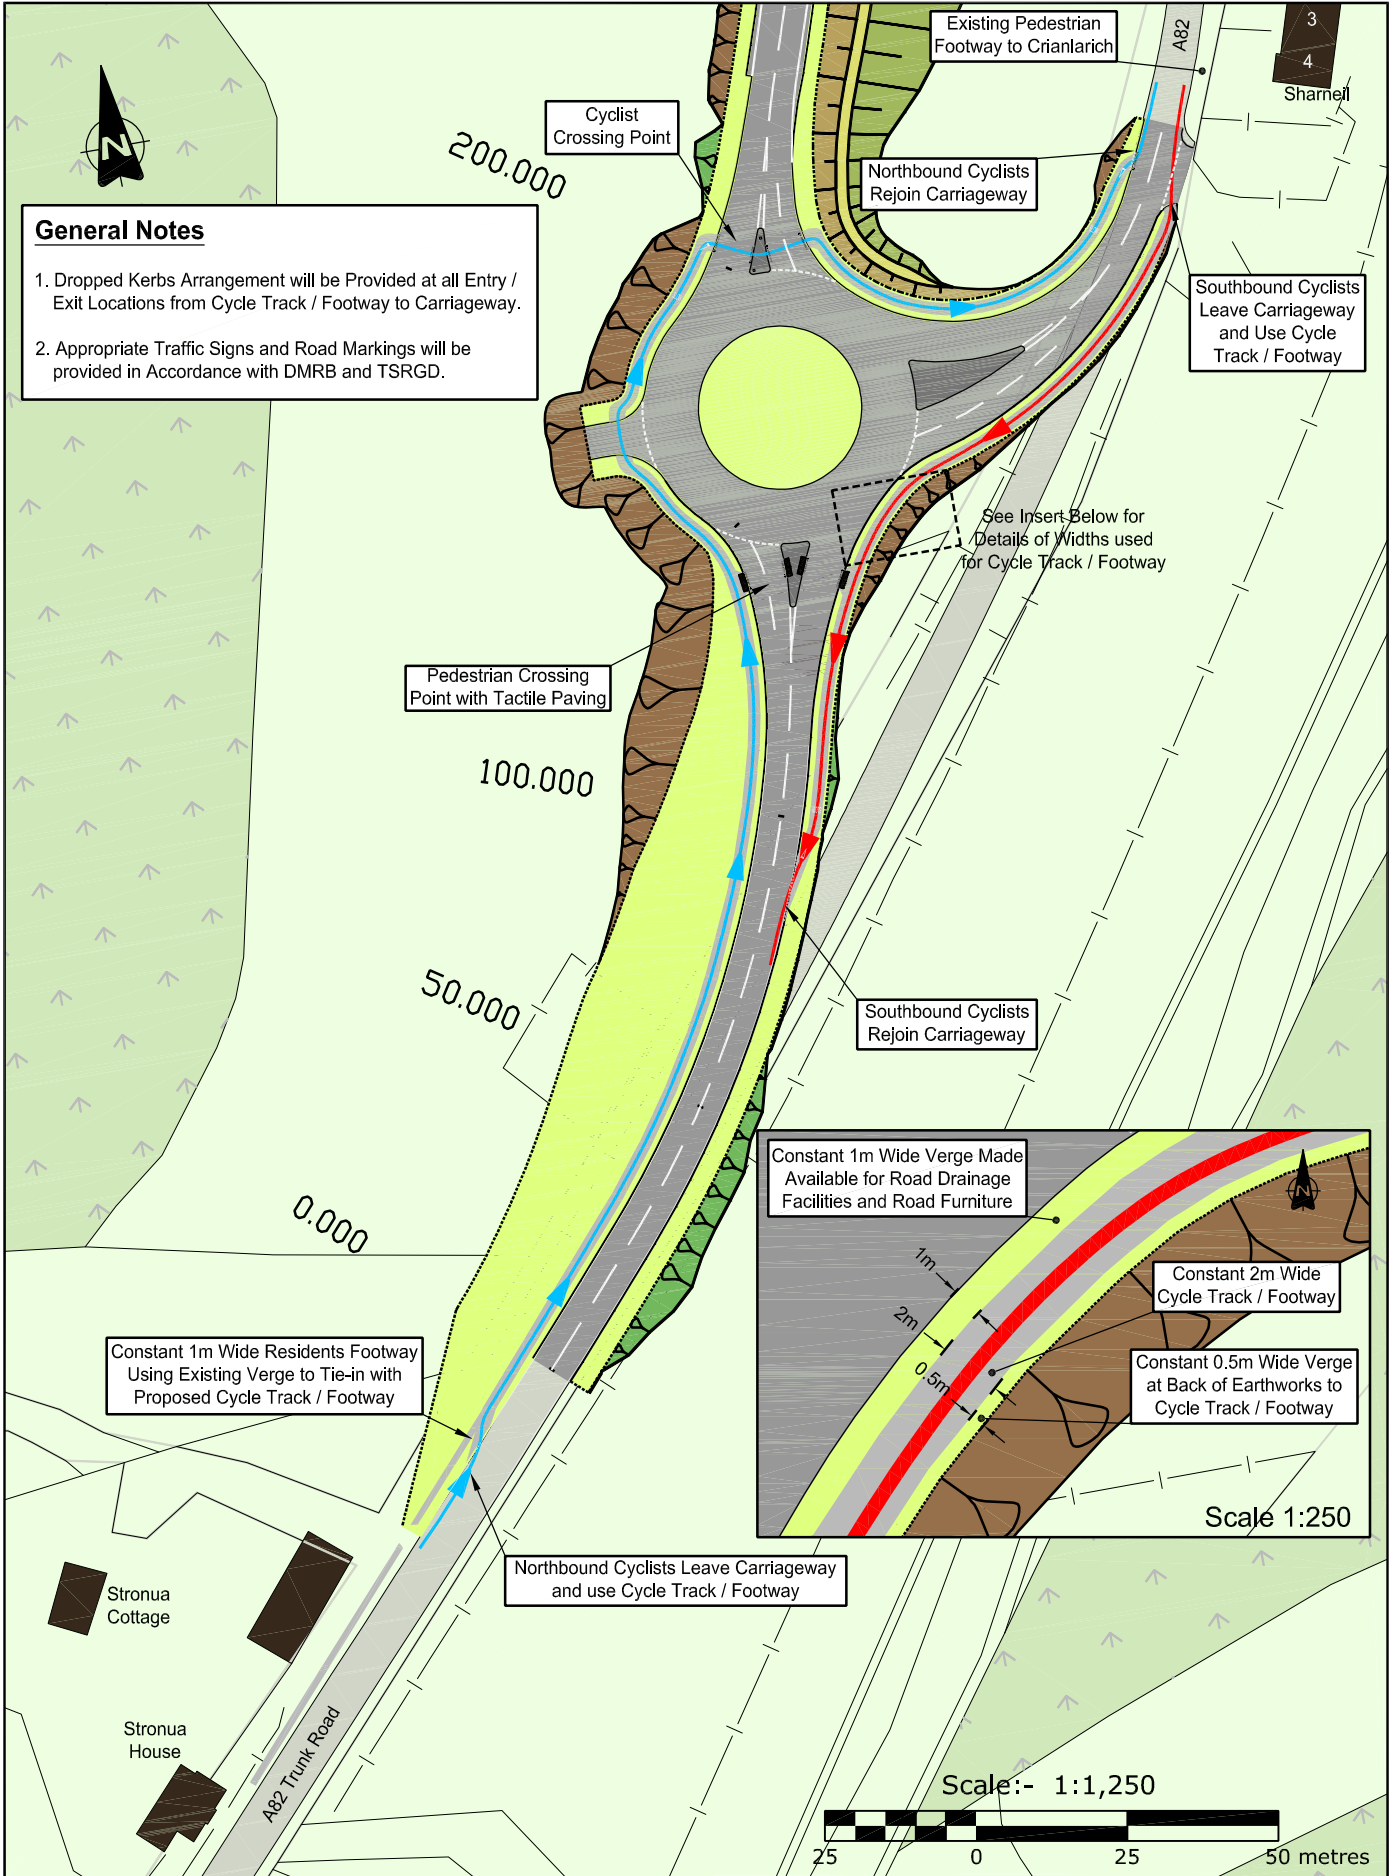 Existing Pedestrian
Footway to Crianlarich
A82
3
4
Sharneil
Cyclist
Crossing Point
200.000
N
Northbound Cyclists
Rejoin Carriageway
General Notes
1. Dropped Kerbs Arrangement will be Provided at all Entry /
Exit Locations from Cycle Track / Footway to Carriageway.
2. Appropriate Traffic Signs and Road Markings will be
provided in Accordance with DMRB and TSRGD.
Southbound Cyclists
Leave Carriageway
and Use Cycle
Track / Footway
See Insert Below for
Details of Widths used
for Cycle Track / Footway
Pedestrian Crossing
Point with Tactile Paving
100.000
50.000
Southbound Cyclists
Rejoin Carriageway
0.000
Constant 1m Wide Verge Made
Available for Road Drainage
Facilities and Road Furniture
N
1m
2m
0.5m
Constant 2m Wide
Cycle Track / Footway
Constant 0.5m Wide Verge
at Back of Earthworks to
Cycle Track / Footway
Scale 1:250
Constant 1m Wide Residents Footway
Using Existing Verge to Tie-in with
Proposed Cycle Track / Footway
Northbound Cyclists Leave Carriageway
and use Cycle Track / Footway
Stronua
Cottage
Stronua
House
A82 Trunk Road
Scale:- 1:1,250
25 0 25 50 metres